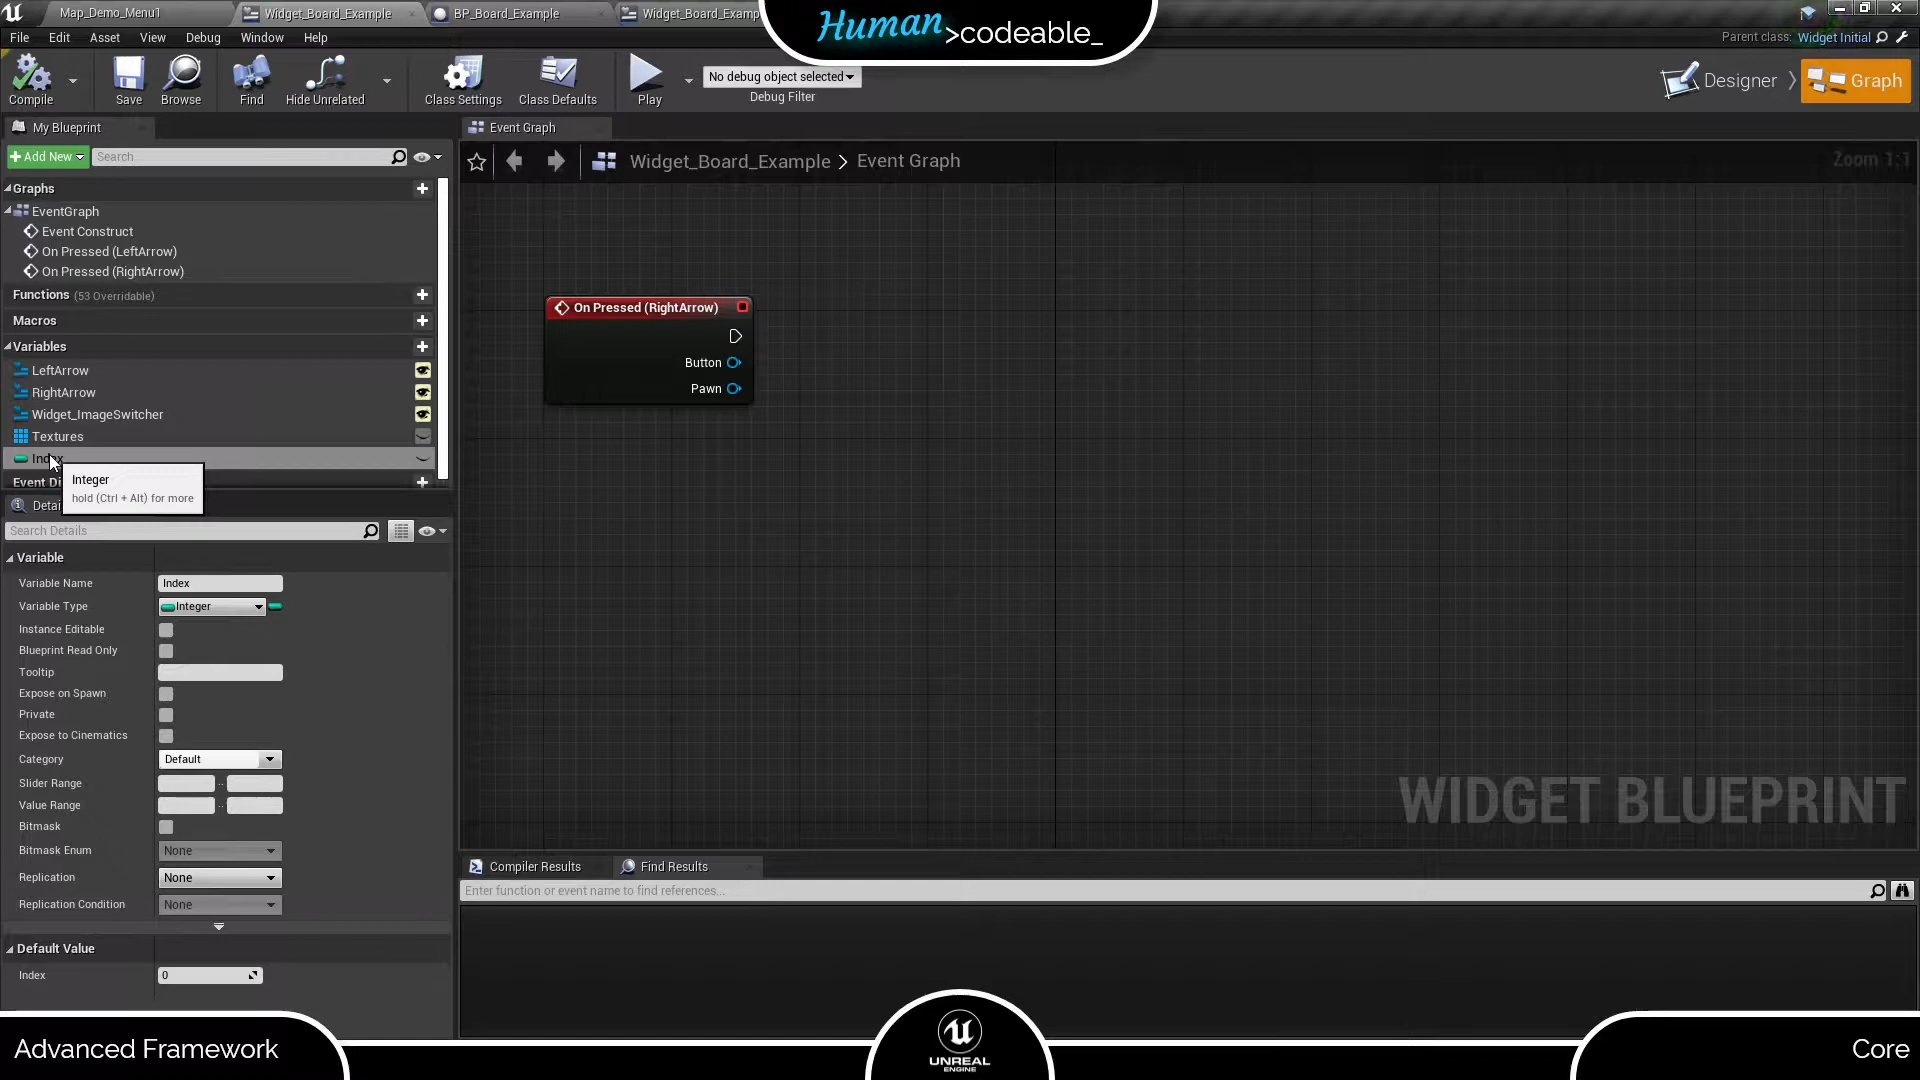 Map_Demo_Menu1
Widget_Board_Example
BP_Board_Example
Widget_Board_Examp
Human >codeable_
File Edit Asset View Debug Window Help
Parent class: Widget Initial
Compile
Save
Browse
Find
Hide Unrelated
Class Settings
Class Defaults
Play
No debug object selected
Debug Filter
Designer
Graph
My Blueprint
Event Graph
Add New
Search
Widget_Board_Example > Event Graph
Zoom 1:1
Graphs
EventGraph
Event Construct
On Pressed (LeftArrow)
On Pressed (RightArrow)
Functions (53 Overridable)
Macros
Variables
LeftArrow
RightArrow
Widget_ImageSwitcher
Textures
Index
Event Di
Integer
hold (Ctrl + Alt) for more
On Pressed (RightArrow)
Button
Pawn
Detai
Search Details
Variable
Variable Name Index
Variable Type Integer
Instance Editable
Blueprint Read Only
Tooltip
Expose on Spawn
Private
Expose to Cinematics
Category Default
Slider Range ..
Value Range ..
Bitmask
Bitmask Enum None
Replication None
Replication Condition None
Default Value
Index 0
WIDGET BLUEPRINT
Compiler Results
Find Results
Enter function or event name to find references...
Advanced Framework
UNREAL
ENGINE
Core